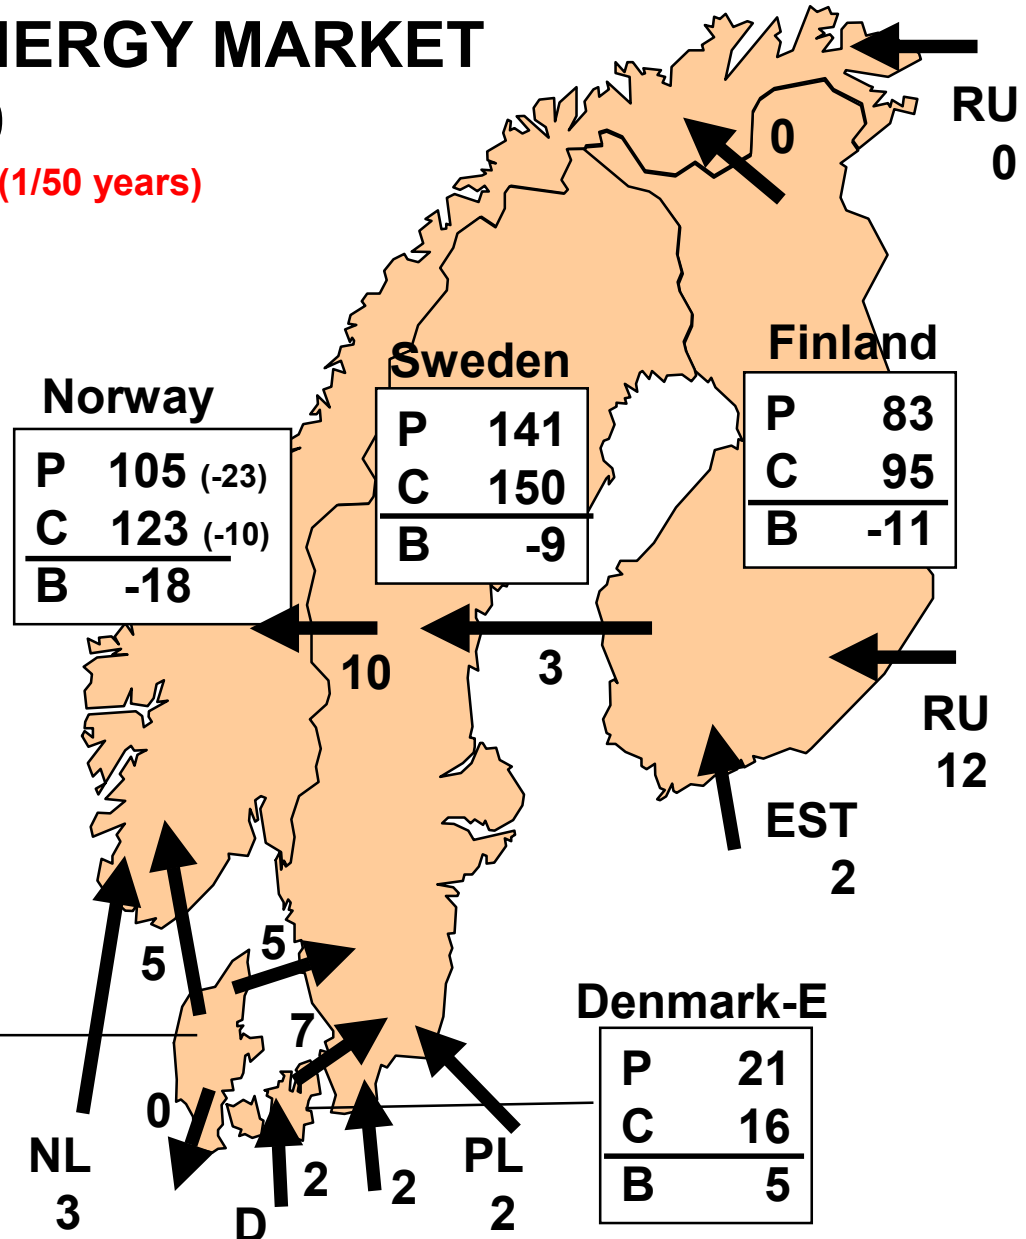 NERGY MARKET
)
(1/50 years)
RU
0
0
Norway
P 105 (-23)
C 123 (-10)
B -18
Sweden
P 141
C 150
B -9
Finland
P 83
C 95
B -11
10
3
RU
12
EST
2
5
5
7
0
NL
3
D
2
2
PL
2
Denmark-E
P 21
C 16
B 5